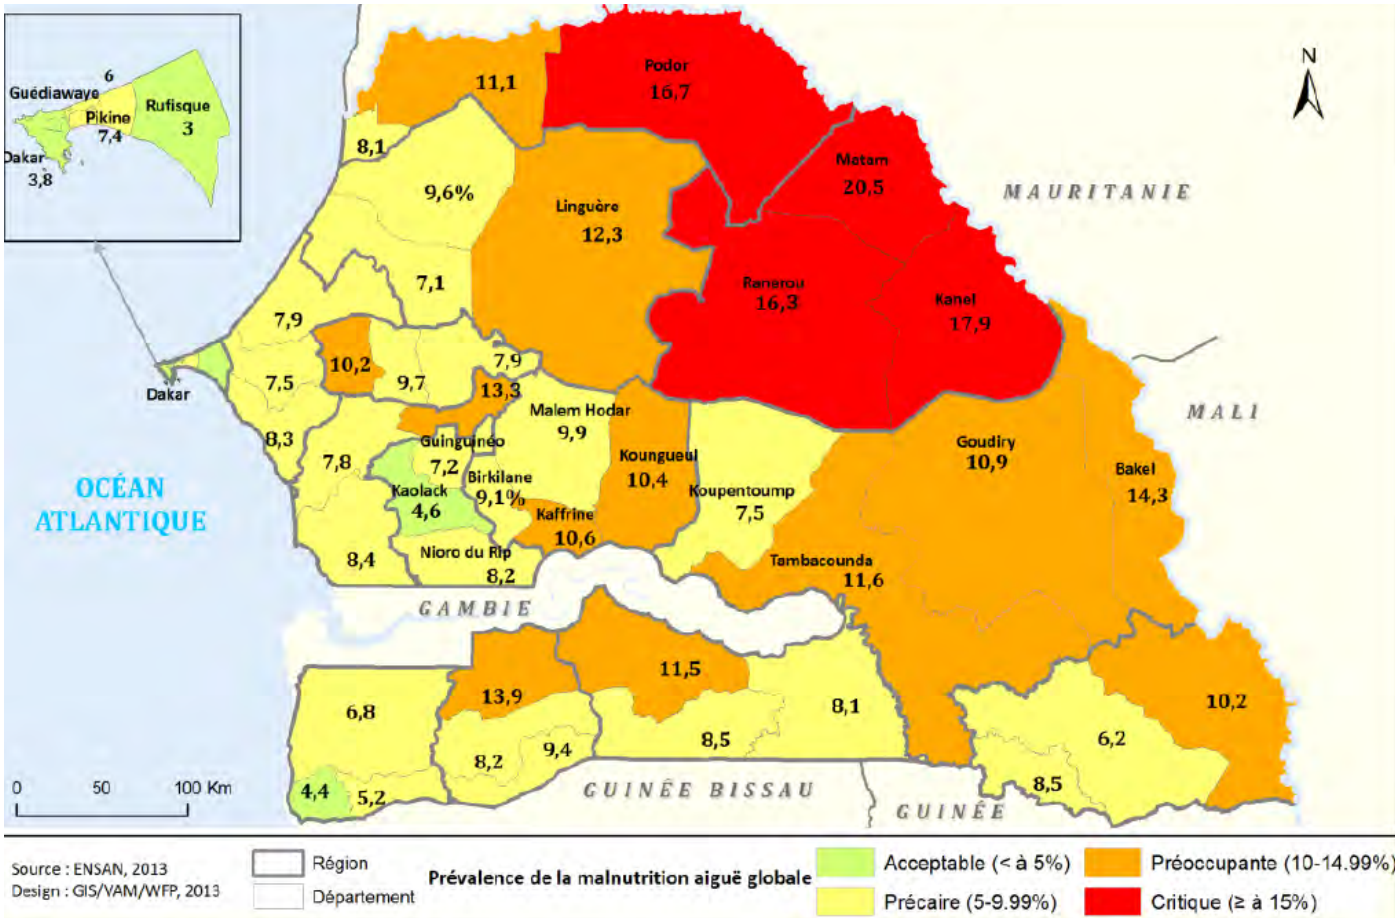 6
Guédiawaye
Rufisque
3
Pikine
7,4
Dakar
3,8
N
11,1
Podor
16,7
8,1
Matam
20,5
MAURITANIE
9,6%
Linguère
12,3
7,1
Ranerou
16,3
Kanel
17,9
7,9
10,2
9,7
7,9
7,5
13,3
Dakar
Malem Hodar
9,9
MALI
8,3
Guinguinéo
7,2
7,8
Goudiry
10,9
Koungueul
10,4
Bakel
14,3
OCÉAN
ATLANTIQUE
Kaolack
4,6
Birkilane
9,1%
Koupentoump
7,5
Kaffrine
10,6
8,4
Nioro du Rip
8,2
Tambacounda
11,6
GAMBIE
11,5
13,9
6,8
8,1
10,2
8,5
6,2
8,2
9,4
8,5
4,4
5,2
GUINÉE BISSAU
GUINÉE
0 50 100 Km
Source : ENSAN, 2013
Design : GIS/VAM/WFP, 2013
Région
Département
Prévalence de la malnutrition aiguë globale
Acceptable (< à 5%)
Précaire (5-9.99%)
Préoccupante (10-14.99%)
Critique (≥ à 15%)